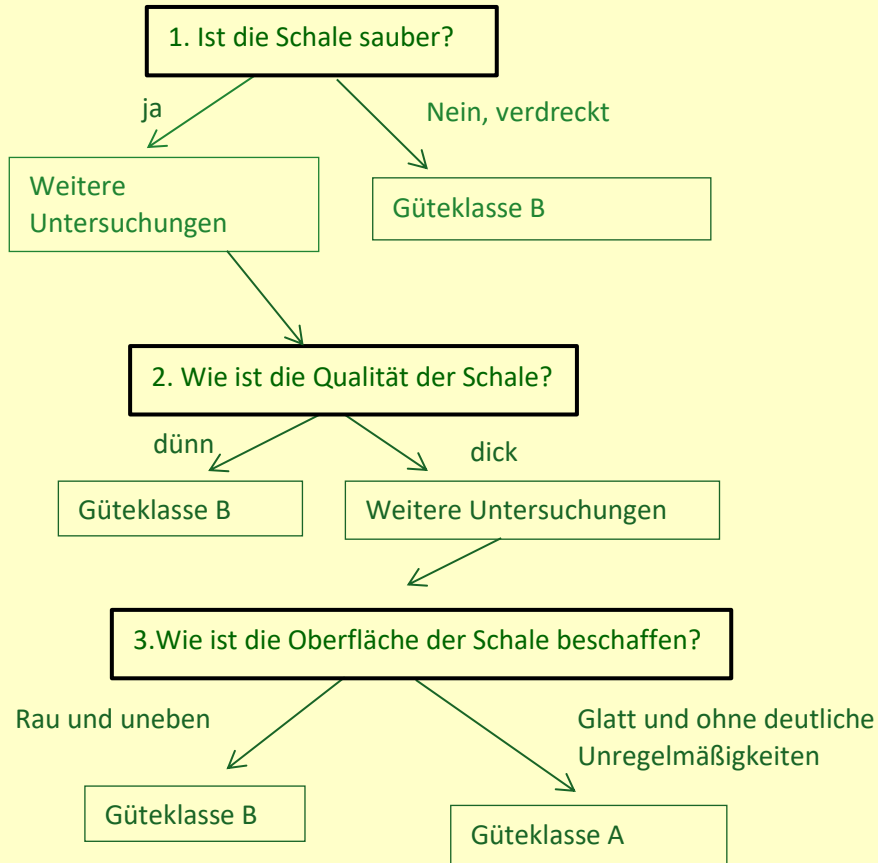 1. Ist die Schale sauber?
ja
Nein, verdreckt
Weitere
Untersuchungen
Güteklasse B
2. Wie ist die Qualität der Schale?
dünn
dick
Güteklasse B
Weitere Untersuchungen
3.Wie ist die Oberfläche der Schale beschaffen?
Rau und uneben
Glatt und ohne deutliche
Unregelmäßigkeiten
Güteklasse B
Güteklasse A